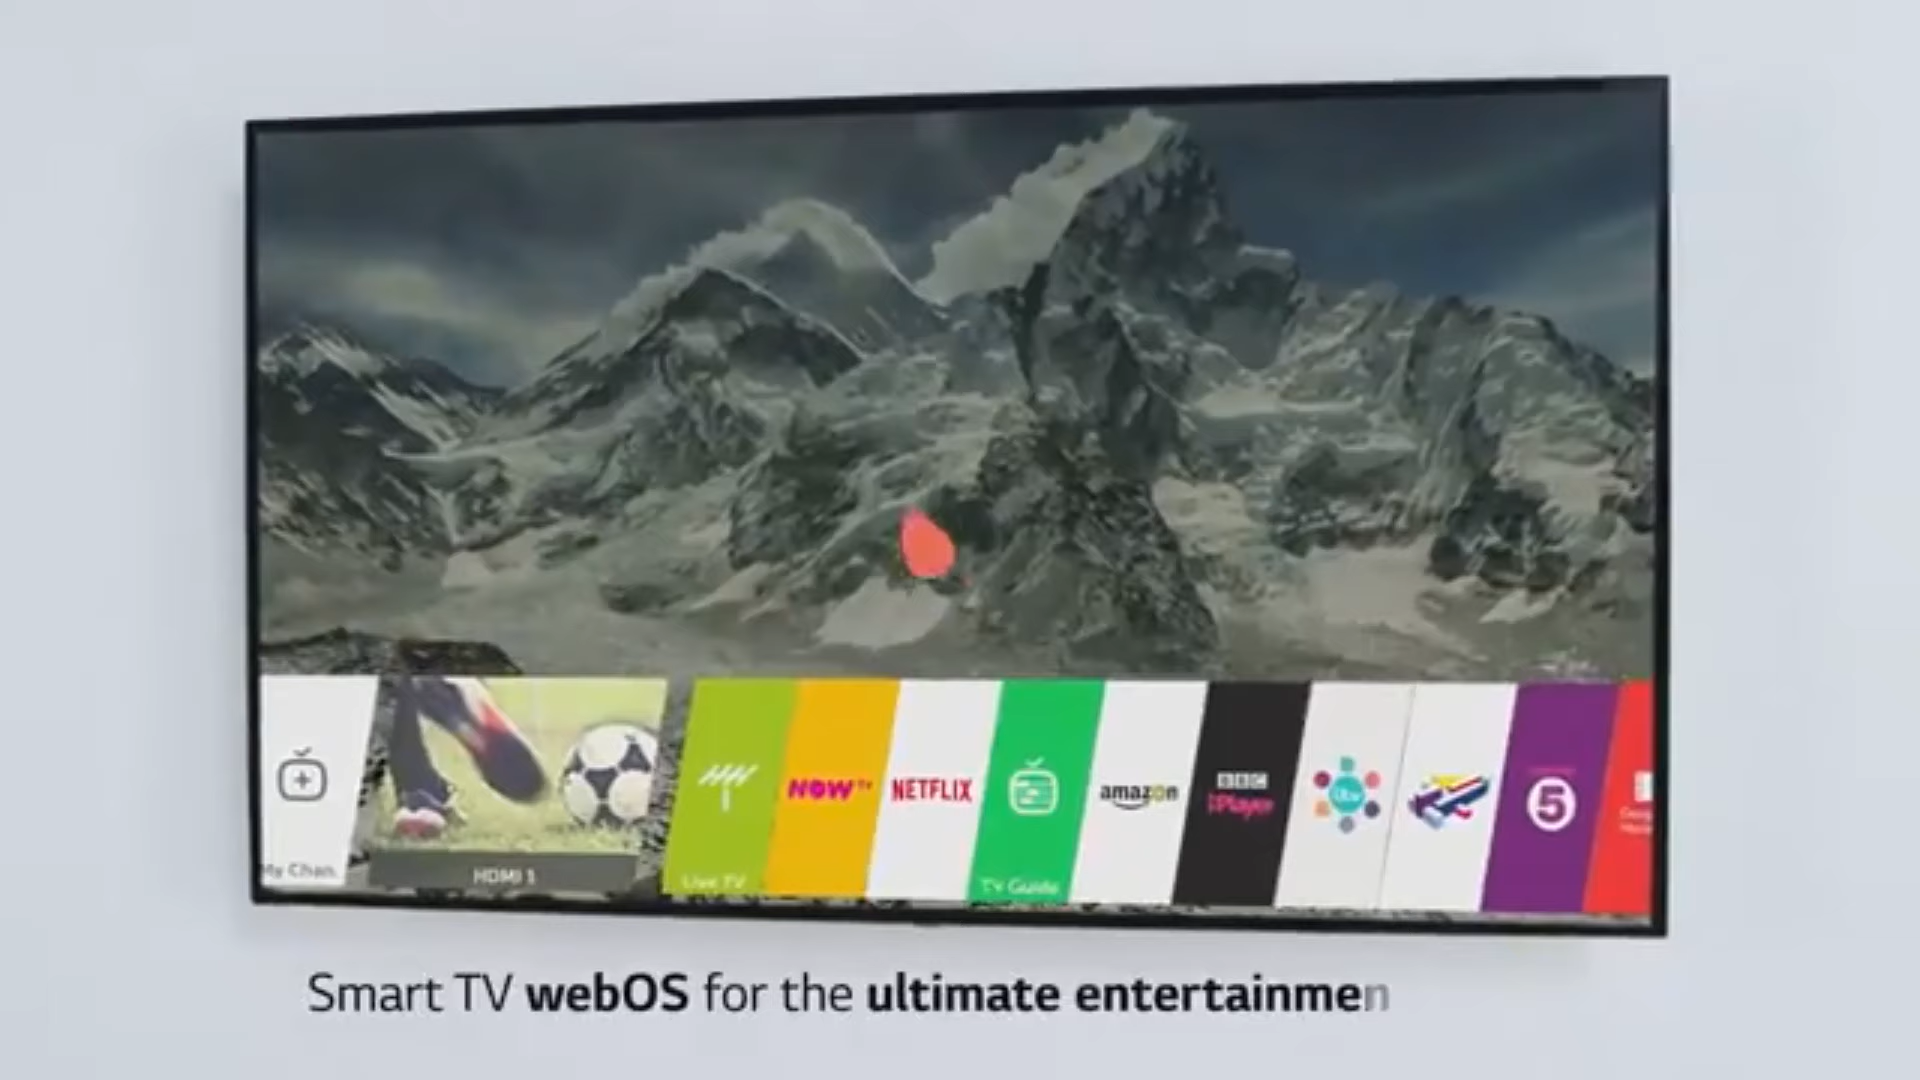 My Chan.
HDMI 1
Live TV
NOW TV
NETFLIX
TV Guide
amazon
BBC
iPlayer
itv
5
Smart TV webOS for the ultimate entertainmen